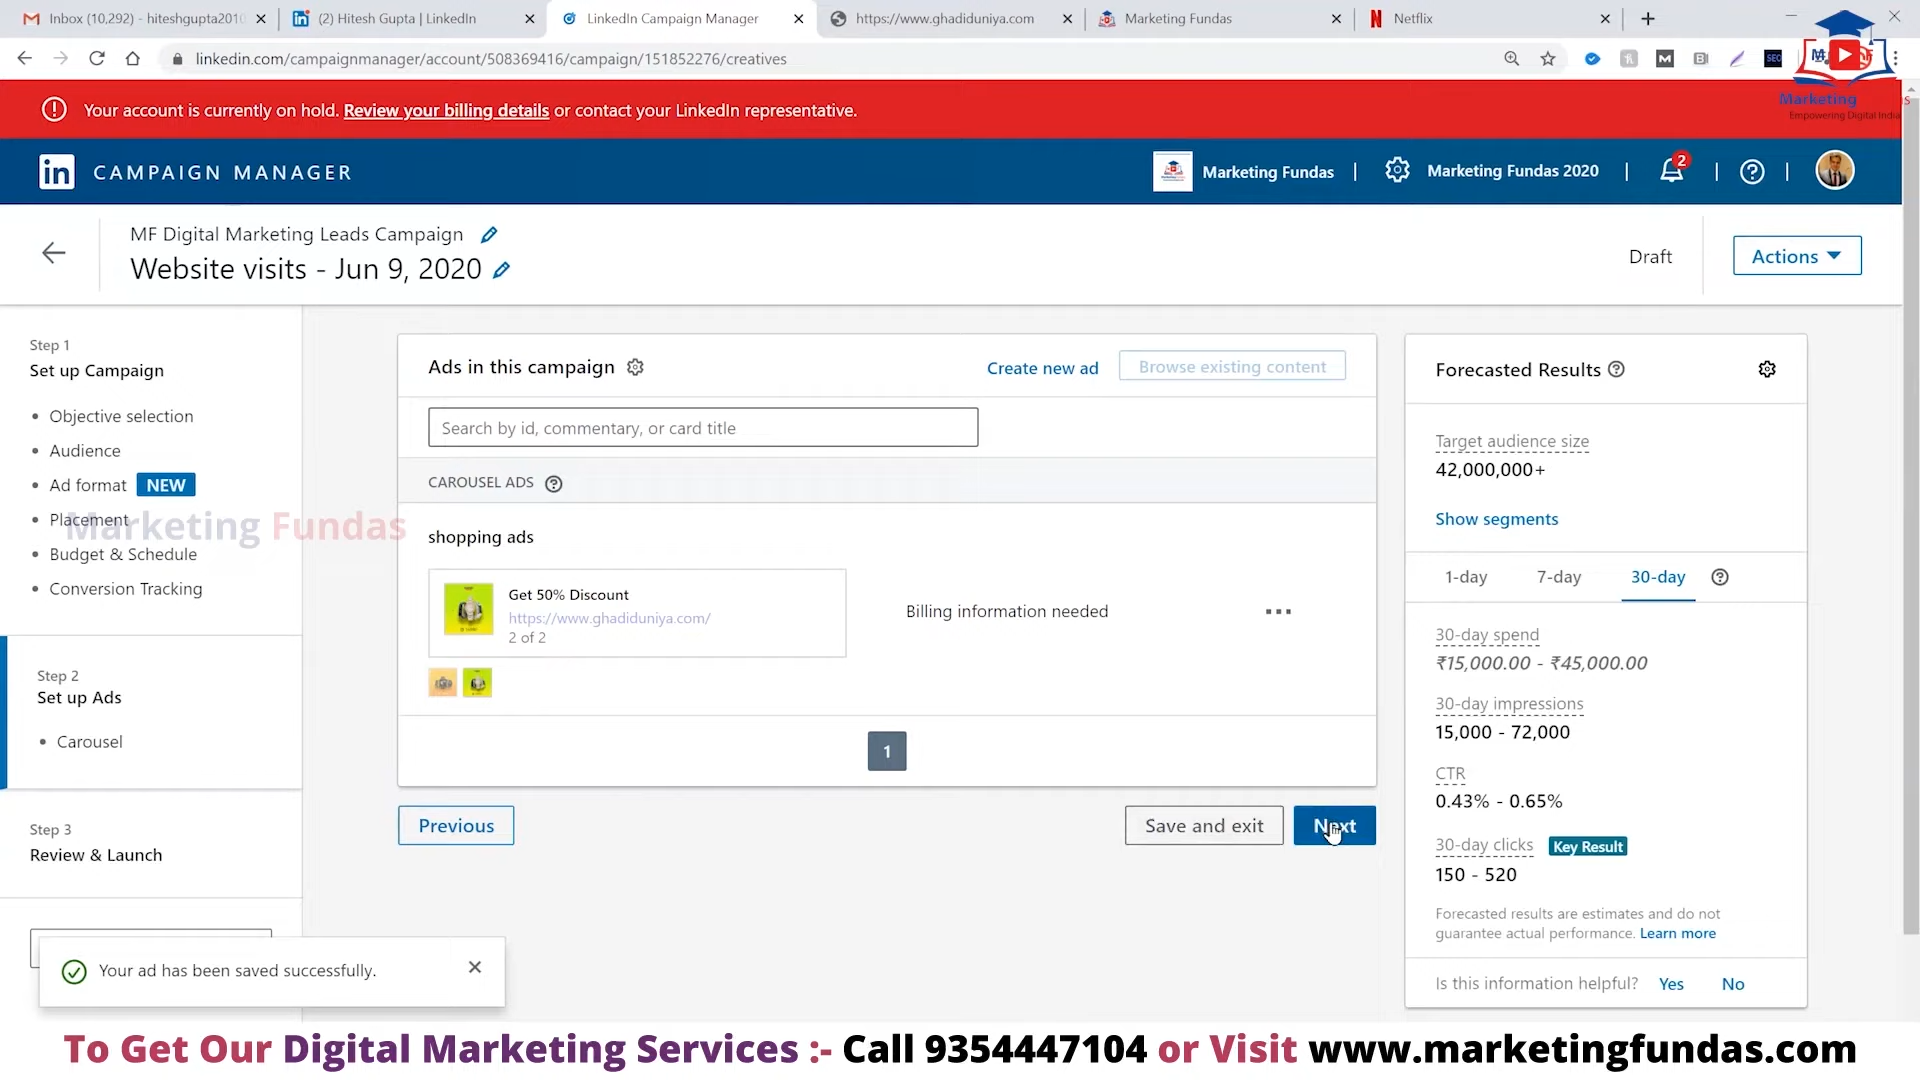 Inbox (10,292) - hiteshgupta2010
(2) Hitesh Gupta | LinkedIn
LinkedIn Campaign Manager
https://www.ghadiduniya.com
Marketing Fundas
Netflix
linkedin.com/campaignmanager/account/508369416/campaign/151852276/creatives
Marketing
Empowering Digital India
Your account is currently on hold. Review your billing details or contact your LinkedIn representative.
in CAMPAIGN MANAGER
Marketing Fundas
Marketing Fundas 2020
2
MF Digital Marketing Leads Campaign
Website visits - Jun 9, 2020
Draft
Actions
Step 1
Set up Campaign
Objective selection
Audience
Ad format NEW
Placement
Budget & Schedule
Conversion Tracking
Marketing Fundas
Step 2
Set up Ads
Carousel
Step 3
Review & Launch
Ads in this campaign
Create new ad
Browse existing content
Search by id, commentary, or card title
CAROUSEL ADS
shopping ads
Get 50% Discount
https://www.ghadiduniya.com/
2 of 2
Billing information needed
1
Previous
Save and exit
Next
Forecasted Results
Target audience size
42,000,000+
Show segments
1-day
7-day
30-day
30-day spend
₹15,000.00 - ₹45,000.00
30-day impressions
15,000 - 72,000
CTR
0.43% - 0.65%
30-day clicks Key Result
150 - 520
Forecasted results are estimates and do not
guarantee actual performance. Learn more
Is this information helpful? Yes No
Your ad has been saved successfully.
To Get Our Digital Marketing Services :- Call 9354447104 or Visit www.marketingfundas.com